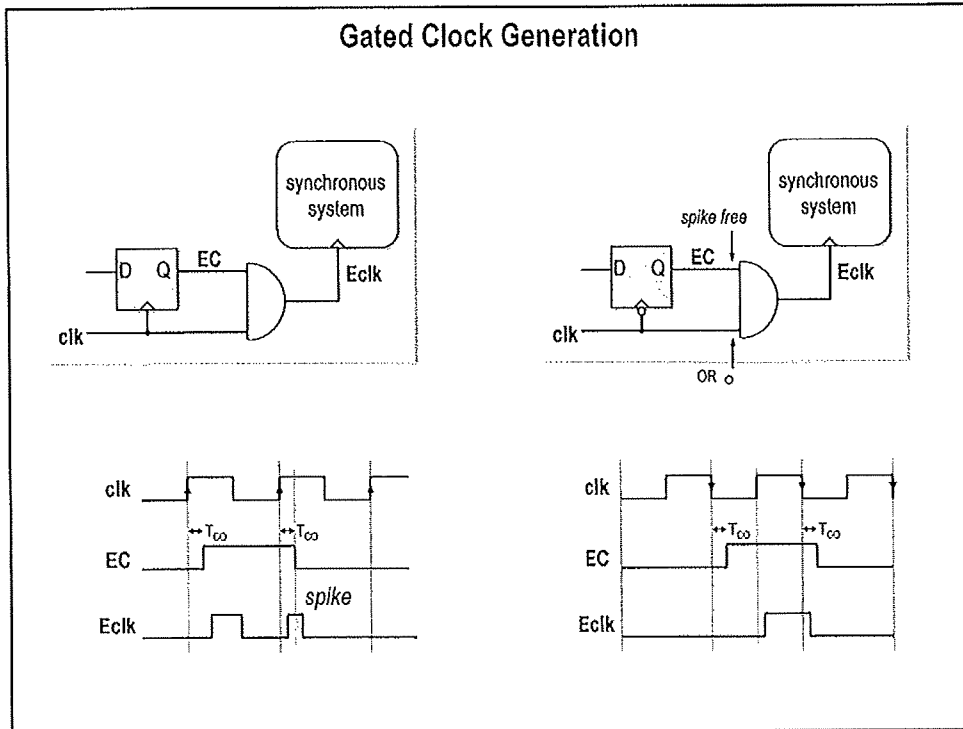 Gated Clock Generation
synchronous
system
D Q
EC
Eclk
clk
synchronous
system
spike free
D Q
EC
Eclk
clk
OR
clk
T∞
T∞
EC
spike
Eclk
clk
T∞
T∞
EC
Eclk